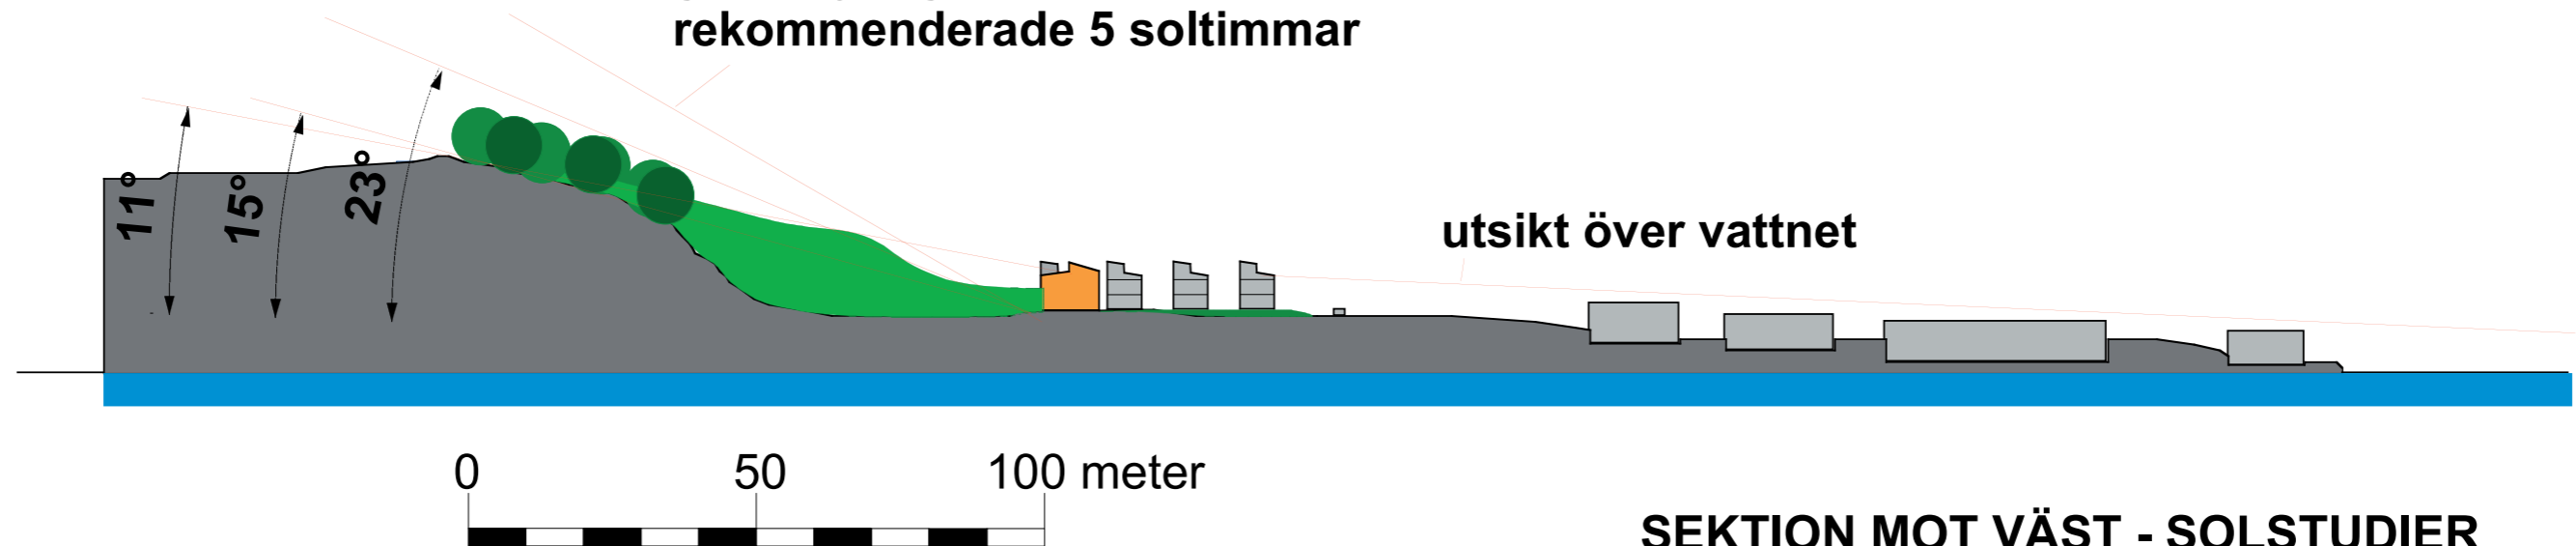 rekommenderade 5 soltimmar
11°
15°
23°
utsikt över vattnet
0 50 100 meter
SEKTION MOT VÄST - SOLSTUDIER